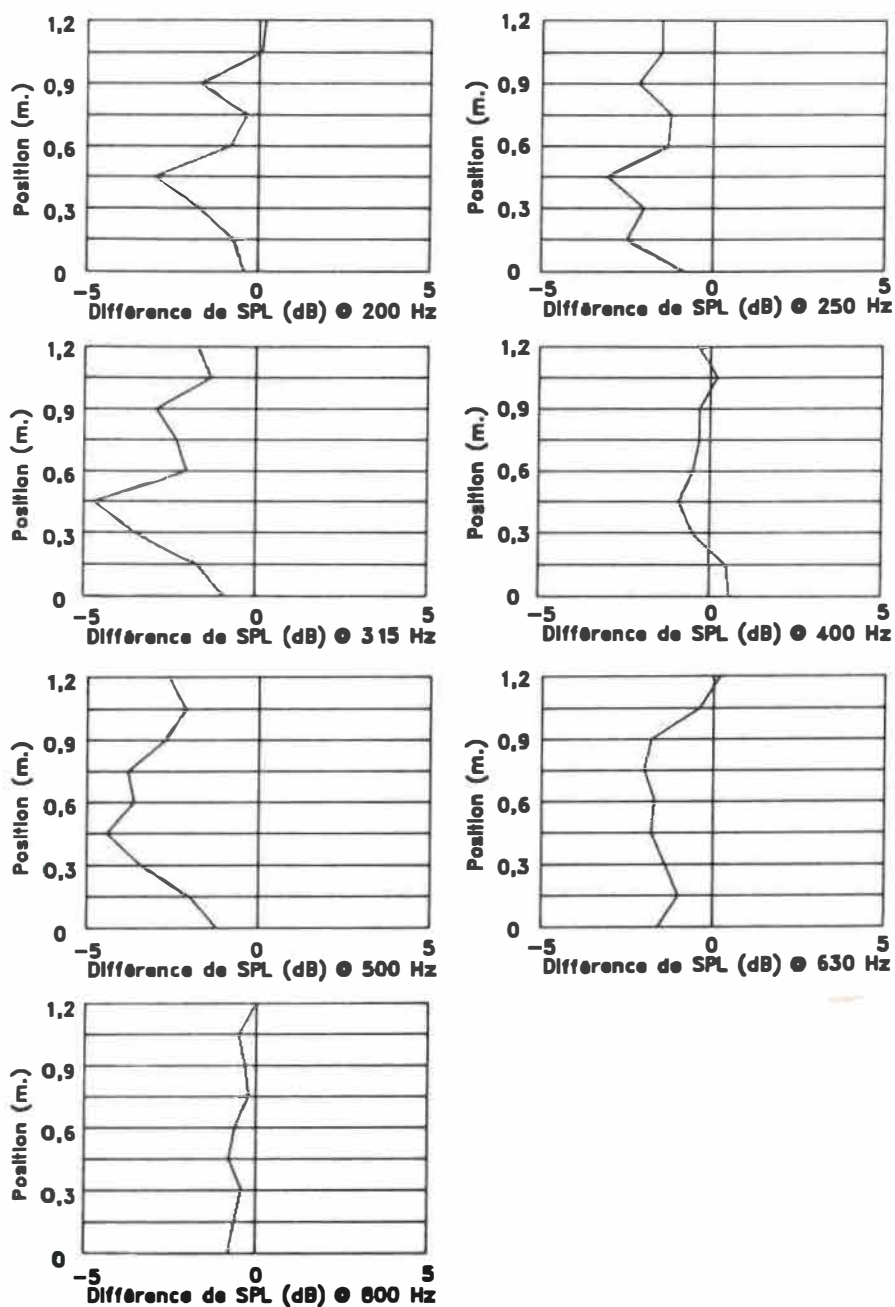 1,2
0,9
0,6
0,3
0
Position (m.)
-5 0 5
Différence de SPL (dB) @ 200 Hz
1,2
0,9
0,6
0,3
0
Position (m.)
-5 0 5
Différence de SPL (dB) @ 250 Hz
1,2
0,9
0,6
0,3
0
Position (m.)
-5 0 5
Différence de SPL (dB) @ 315 Hz
1,2
0,9
0,6
0,3
0
Position (m.)
-5 0 5
Différence de SPL (dB) @ 400 Hz
1,2
0,9
0,6
0,3
0
Position (m.)
-5 0 5
Différence de SPL (dB) @ 500 Hz
1,2
0,9
0,6
0,3
0
Position (m.)
-5 0 5
Différence de SPL (dB) @ 630 Hz
1,2
0,9
0,6
0,3
0
Position (m.)
-5 0 5
Différence de SPL (dB) @ 800 Hz